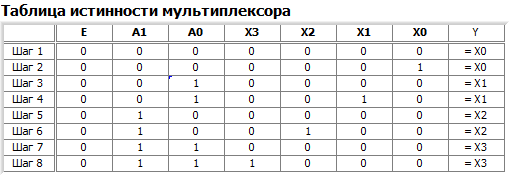 Таблица истинности мультиплексора
E A1 A0 X3 X2 X1 X0 Y
Шаг 1 0 0 0 0 0 0 0 = X0
Шаг 2 0 0 0 0 0 0 1 = X0
Шаг 3 0 0 1 0 0 0 0 = X1
Шаг 4 0 0 1 0 0 1 0 = X1
Шаг 5 0 1 0 0 0 0 0 = X2
Шаг 6 0 1 0 0 1 0 0 = X2
Шаг 7 0 1 1 0 0 0 0 = X3
Шаг 8 0 1 1 1 0 0 0 = X3